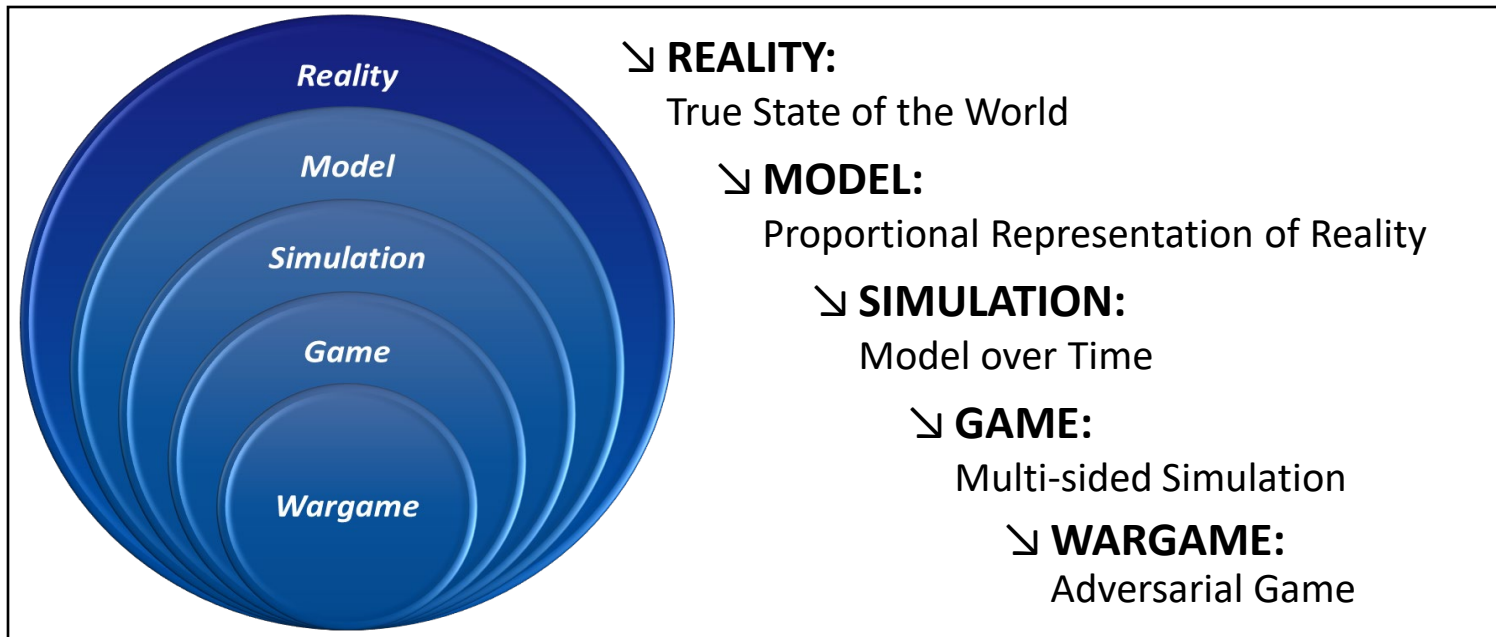 Reality
Model
Simulation
Game
Wargame
↘ REALITY:
True State of the World
↘ MODEL:
Proportional Representation of Reality
↘ SIMULATION:
Model over Time
↘ GAME:
Multi-sided Simulation
↘ WARGAME:
Adversarial Game